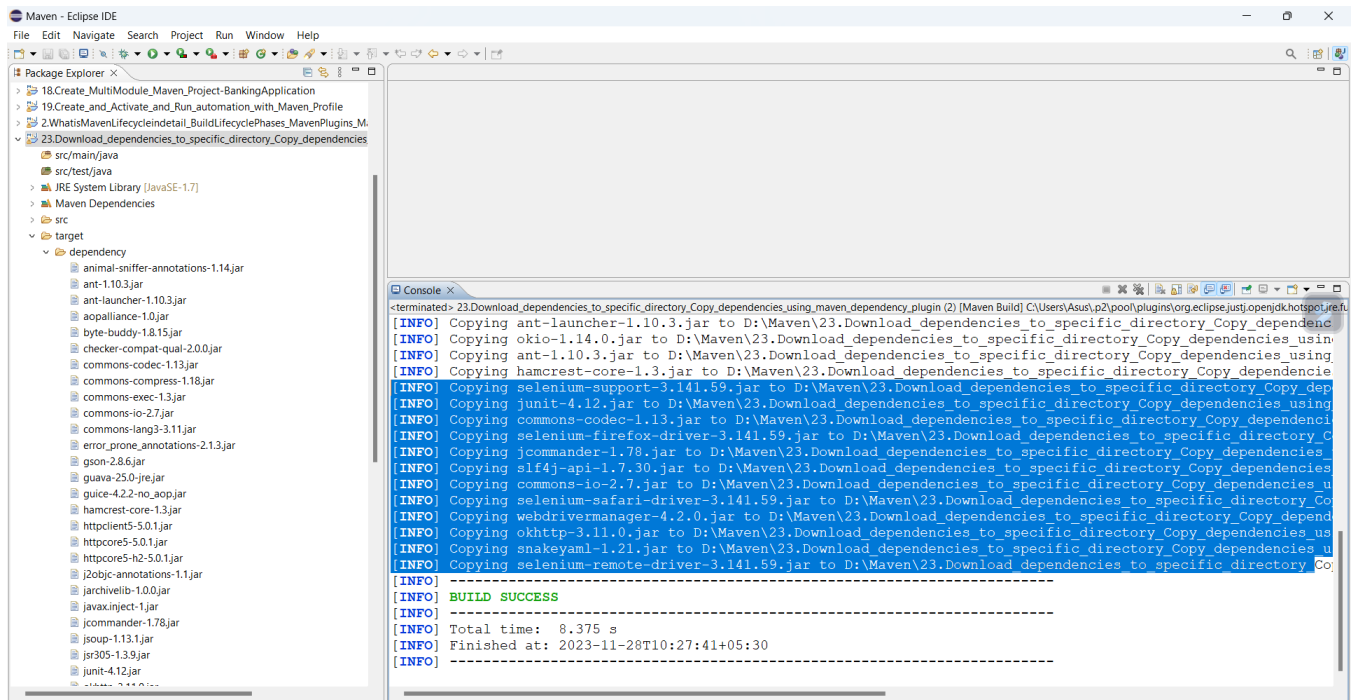 Maven - Eclipse IDE
File Edit Navigate Search Project Run Window Help
Package Explorer
18.Create_MultiModule_Maven_Project-BankingApplication
19.Create_and_Activate_and_Run_automation_with_Maven_Profile
2.WhatisMavenLifecycleindetail_BuildLifecyclePhases_MavenPlugins_M
23.Download_dependencies_to_specific_directory_Copy_dependencies
src/main/java
src/test/java
JRE System Library [JavaSE-1.7]
Maven Dependencies
src
target
dependency
animal-sniffer-annotations-1.14.jar
ant-1.10.3.jar
ant-launcher-1.10.3.jar
aopalliance-1.0.jar
byte-buddy-1.8.15.jar
checker-compat-qual-2.0.0.jar
commons-codec-1.13.jar
commons-compress-1.18.jar
commons-exec-1.3.jar
commons-io-2.7.jar
commons-lang3-3.11.jar
error_prone_annotations-2.1.3.jar
gson-2.8.6.jar
guava-25.0-jre.jar
guice-4.2.2-no_aop.jar
hamcrest-core-1.3.jar
httpclient5-5.0.1.jar
httpcore5-5.0.1.jar
httpcore5-h2-5.0.1.jar
j2objc-annotations-1.1.jar
jarchivelib-1.0.0.jar
javax.inject-1.jar
jcommander-1.78.jar
jsoup-1.13.1.jar
jsr305-1.3.9.jar
junit-4.12.jar
Console
<terminated> 23.Download_dependencies_to_specific_directory_Copy_dependencies_using_maven_dependency_plugin (2) [Maven Build] C:\Users\Asus\.p2\pool\plugins\org.eclipse.justj.openjdk.hotspot.jre.fu
[INFO] Copying ant-launcher-1.10.3.jar to D:\Maven\23.Download_dependencies_to_specific_directory_Copy_dependenc
[INFO] Copying okio-1.14.0.jar to D:\Maven\23.Download_dependencies_to_specific_directory_Copy_dependencies_usin
[INFO] Copying ant-1.10.3.jar to D:\Maven\23.Download_dependencies_to_specific_directory_Copy_dependencies_using
[INFO] Copying hamcrest-core-1.3.jar to D:\Maven\23.Download_dependencies_to_specific_directory_Copy_dependencie
[INFO] Copying selenium-support-3.141.59.jar to D:\Maven\23.Download_dependencies_to_specific_directory_Copy_dep
[INFO] Copying junit-4.12.jar to D:\Maven\23.Download_dependencies_to_specific_directory_Copy_dependencies_using
[INFO] Copying commons-codec-1.13.jar to D:\Maven\23.Download_dependencies_to_specific_directory_Copy_dependenci
[INFO] Copying selenium-firefox-driver-3.141.59.jar to D:\Maven\23.Download_dependencies_to_specific_directory_C
[INFO] Copying jcommander-1.78.jar to D:\Maven\23.Download_dependencies_to_specific_directory_Copy_dependencies_
[INFO] Copying slf4j-api-1.7.30.jar to D:\Maven\23.Download_dependencies_to_specific_directory_Copy_dependencies
[INFO] Copying commons-io-2.7.jar to D:\Maven\23.Download_dependencies_to_specific_directory_Copy_dependencies_u
[INFO] Copying selenium-safari-driver-3.141.59.jar to D:\Maven\23.Download_dependencies_to_specific_directory_Co
[INFO] Copying webdrivermanager-4.2.0.jar to D:\Maven\23.Download_dependencies_to_specific_directory_Copy_depend
[INFO] Copying okhttp-3.11.0.jar to D:\Maven\23.Download_dependencies_to_specific_directory_Copy_dependencies_us
[INFO] Copying snakeyaml-1.21.jar to D:\Maven\23.Download_dependencies_to_specific_directory_Copy_dependencies_u
[INFO] Copying selenium-remote-driver-3.141.59.jar to D:\Maven\23.Download_dependencies_to_specific_directory_Co
[INFO] ------------------------------------------------------------------------
[INFO] BUILD SUCCESS
[INFO] ------------------------------------------------------------------------
[INFO] Total time: 8.375 s
[INFO] Finished at: 2023-11-28T10:27:41+05:30
[INFO] ------------------------------------------------------------------------